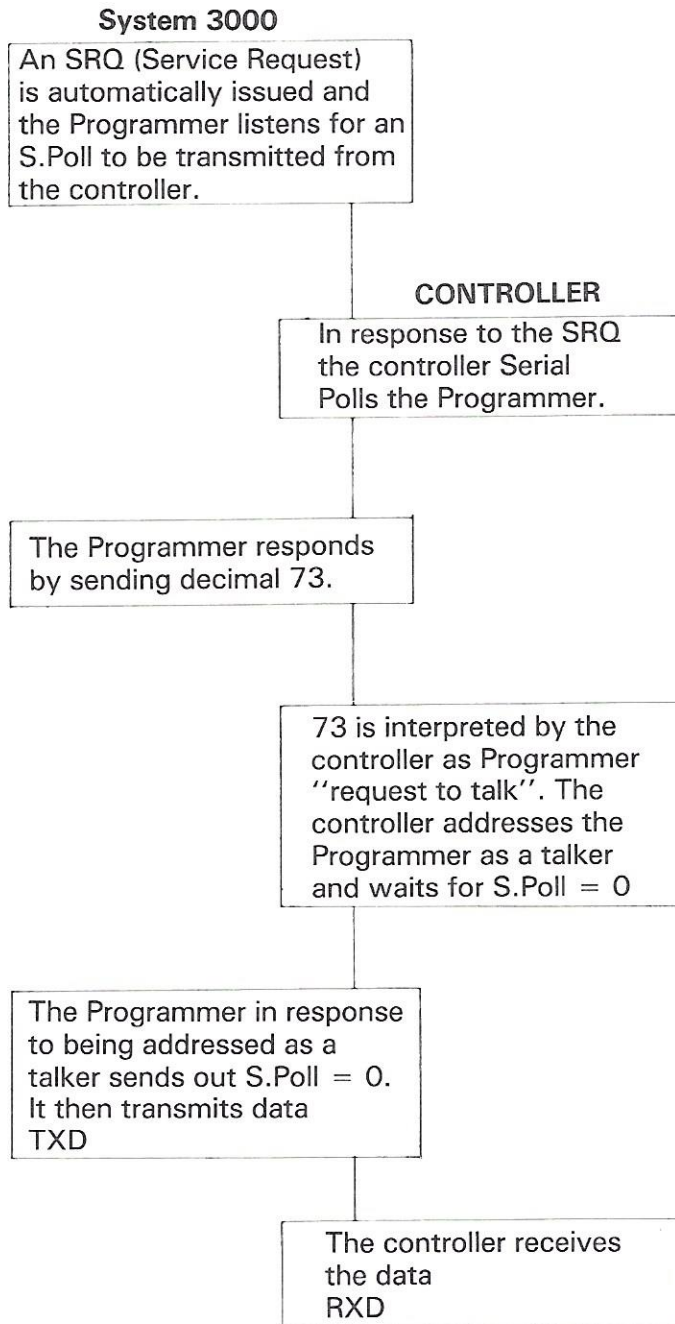 System 3000
An SRQ (Service Request)
is automatically issued and
the Programmer listens for an
S.Poll to be transmitted from
the controller.
CONTROLLER
In response to the SRQ
the controller Serial
Polls the Programmer.
The Programmer responds
by sending decimal 73.
73 is interpreted by the
controller as Programmer
‘‘request to talk’’. The
controller addresses the
Programmer as a talker
and waits for S.Poll = 0
The Programmer in response
to being addressed as a
talker sends out S.Poll = 0.
It then transmits data
TXD
The controller receives
the data
RXD